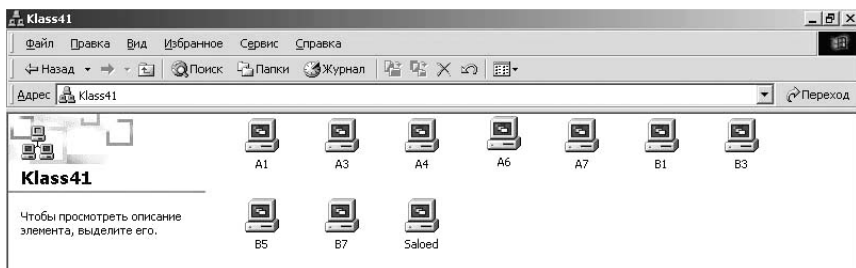 Klass41
Файл Правка Вид Избранное Сервис Справка
Назад Поиск Папки Журнал
Адрес Klass41 Переход
Klass41
Чтобы просмотреть описание
элемента, выделите его.
A1 A3 A4 A6 A7 B1 B3
B5 B7 Saloed